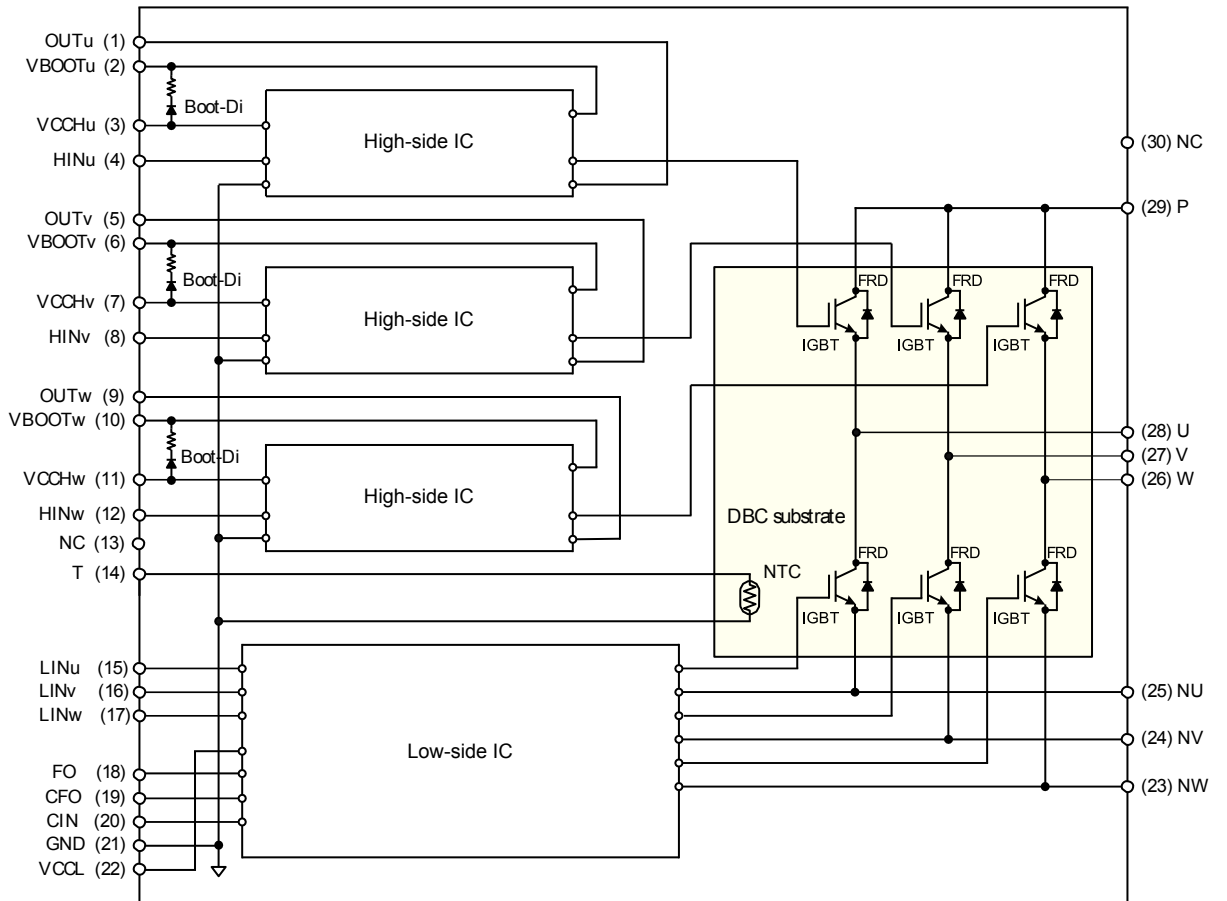 OUTu (1)
VBOOTu (2)
Boot-Di
VCCHu (3)
HINu (4)
High-side IC
OUTv (5)
VBOOTv (6)
Boot-Di
VCCHv (7)
HINv (8)
High-side IC
OUTw (9)
VBOOTw (10)
Boot-Di
VCCHw (11)
HINw (12)
High-side IC
NC (13)
T (14)
LINu (15)
LINv (16)
LINw (17)
Low-side IC
FO (18)
CFO (19)
CIN (20)
GND (21)
VCCL (22)
FRD
FRD
FRD
IGBT
IGBT
IGBT
DBC substrate
NTC
FRD
FRD
FRD
IGBT
IGBT
IGBT
(30) NC
(29) P
(28) U
(27) V
(26) W
(25) NU
(24) NV
(23) NW